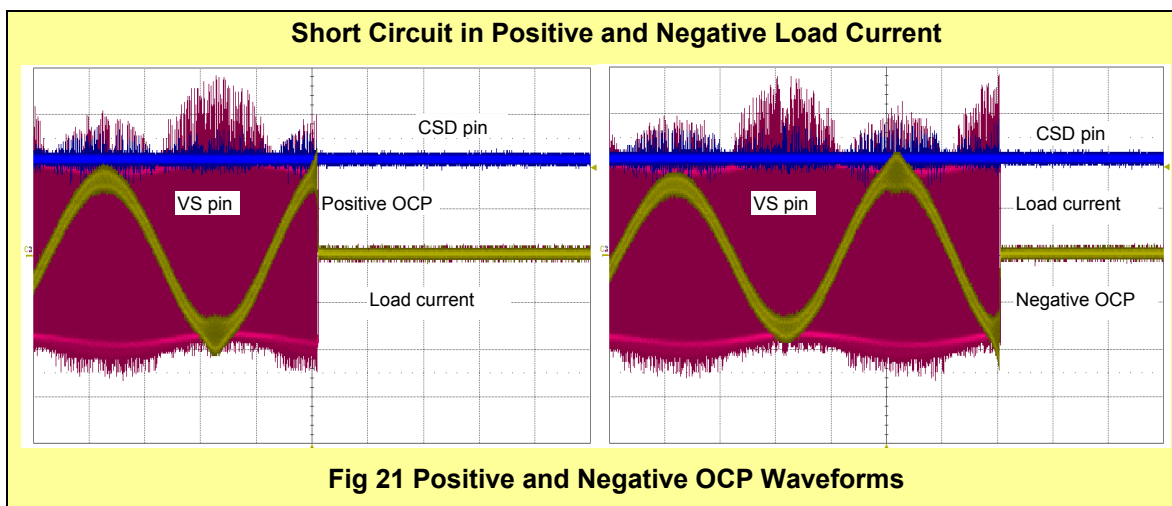 Short Circuit in Positive and Negative Load Current
CSD pin
VS pin
Positive OCP
Load current
CSD pin
VS pin
Load current
Negative OCP
Fig 21 Positive and Negative OCP Waveforms